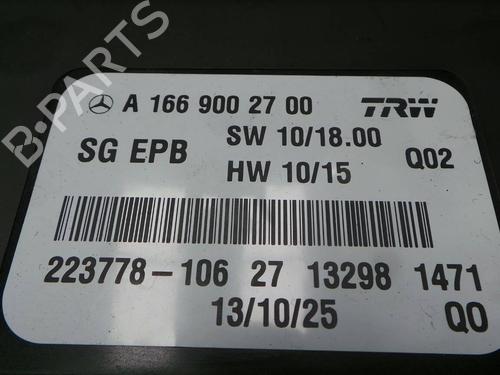 B-PARTS
A 166 900 27 00 TRW
SG EPB SW 10/18.00 Q02
HW 10/15
223778-106 27 13298 1471
13/10/25 QO